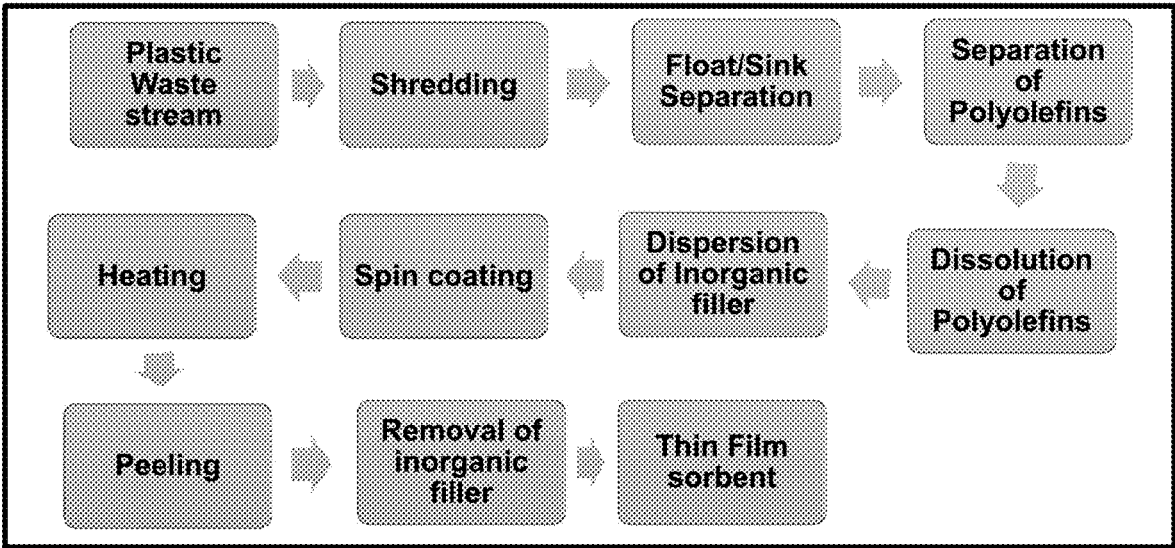 Plastic
Waste
stream
Shredding
Float/Sink
Separation
Separation
of
Polyolefins
Dissolution
of
Polyolefins
Dispersion
of Inorganic
filler
Spin coating
Heating
Peeling
Removal of
inorganic
filler
Thin Film
sorbent